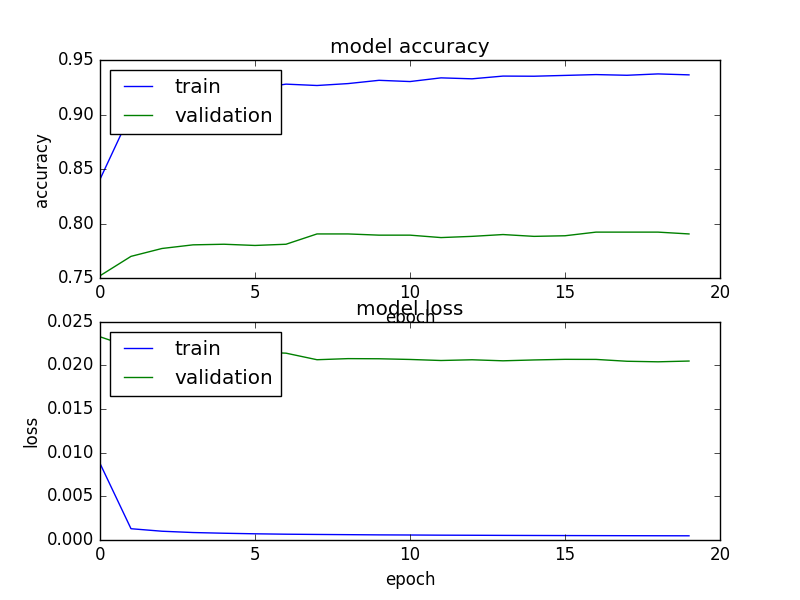 model accuracy
0.95
0.90
0.85
0.80
0.75
accuracy
train
validation
0 5 10 15 20
epoch
model loss
0.025
0.020
0.015
0.010
0.005
0.000
loss
train
validation
0 5 10 15 20
epoch